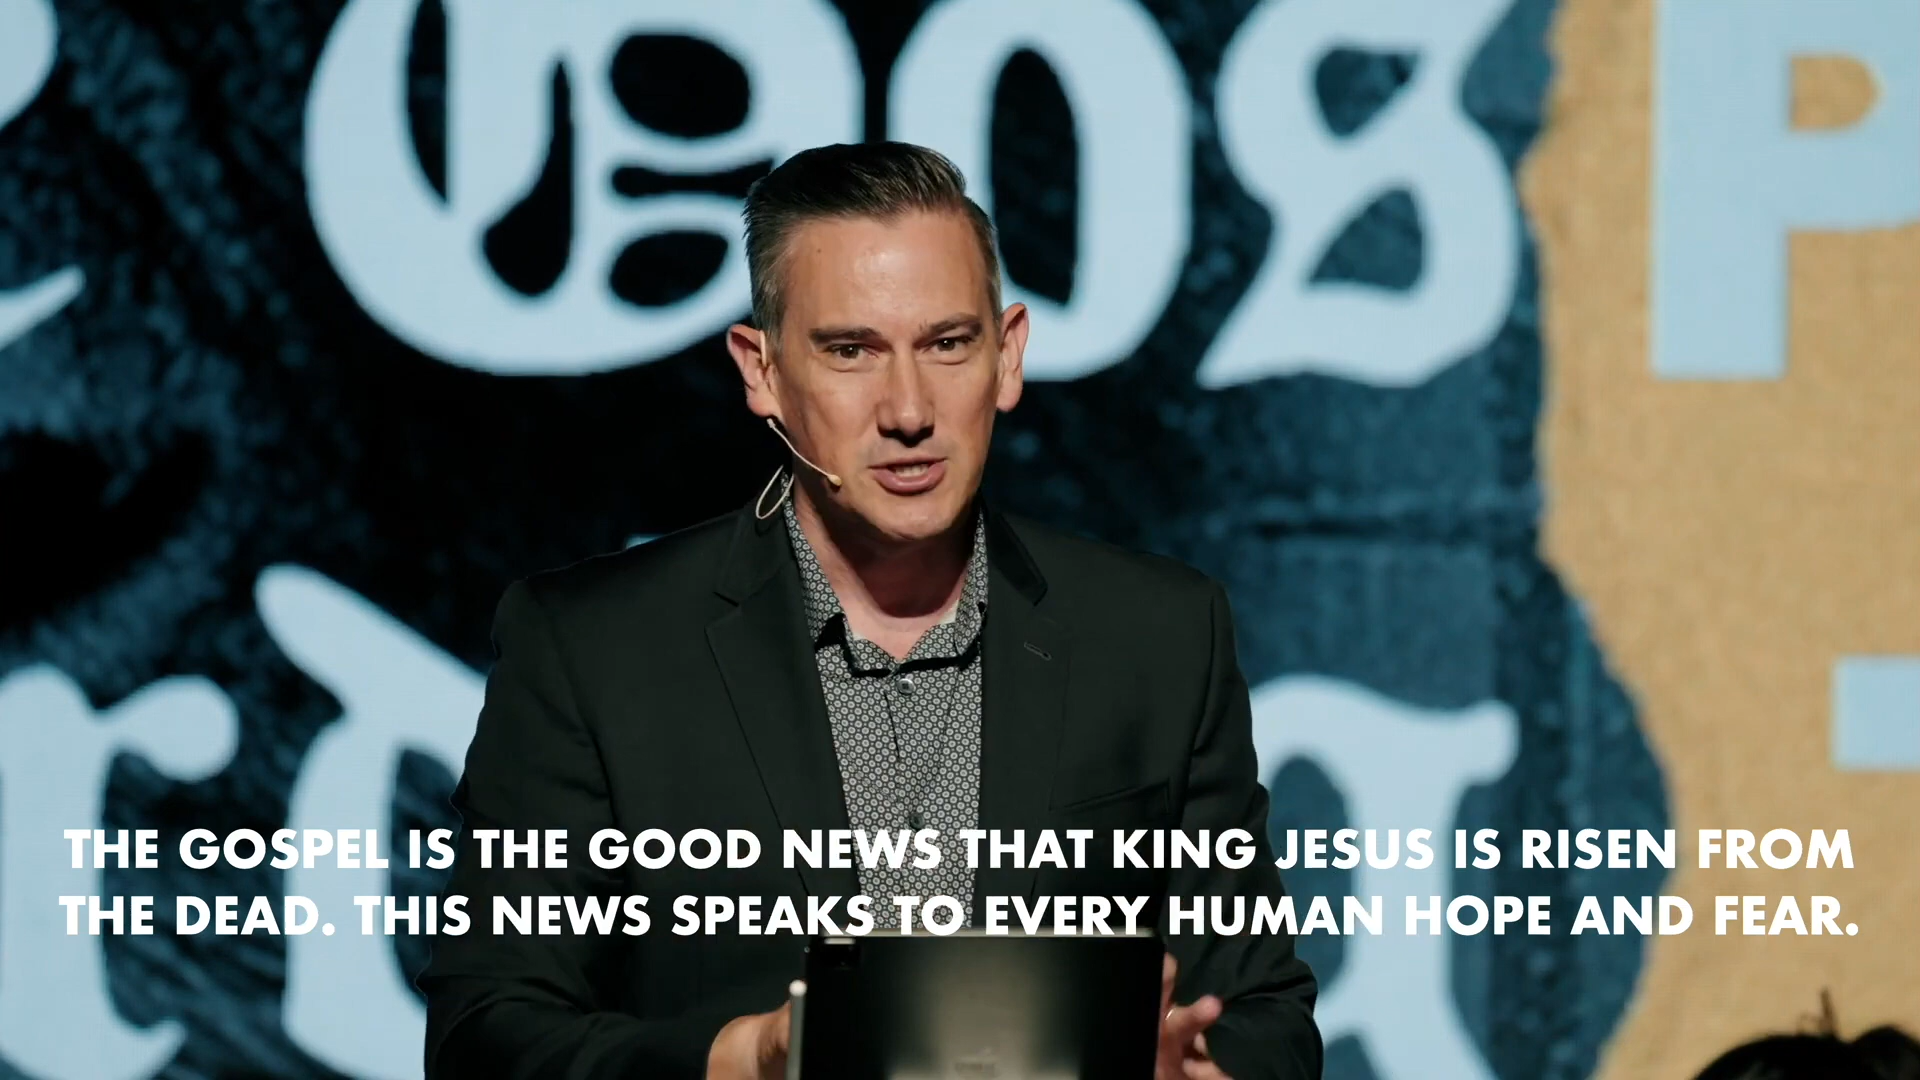 GosP
THE GOSPEL IS THE GOOD NEWS THAT KING JESUS IS RISEN FROM
THE DEAD. THIS NEWS SPEAKS TO EVERY HUMAN HOPE AND FEAR.